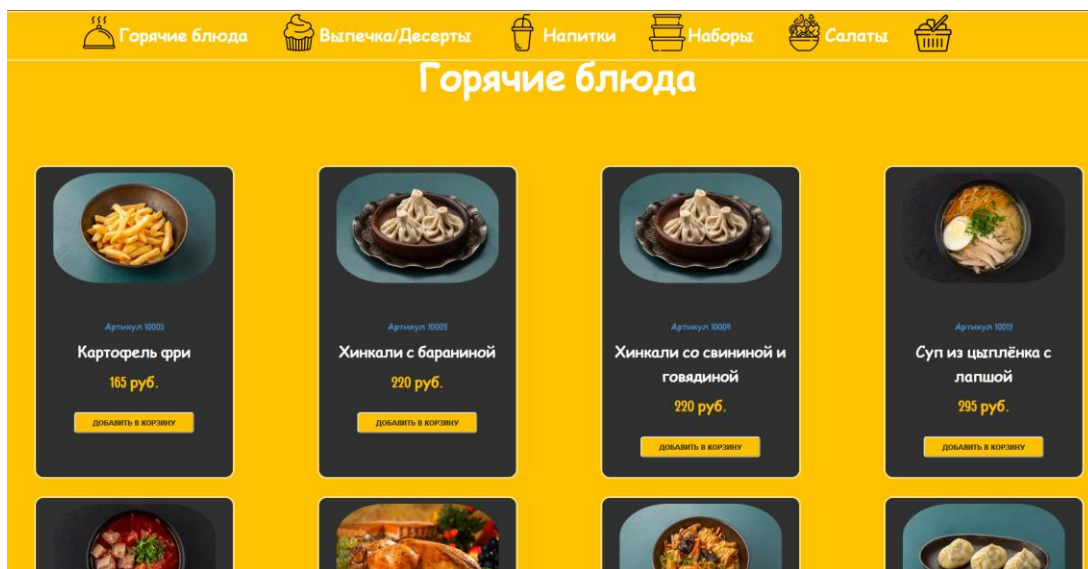 Горячие блюда Выпечка/Десерты Напитки Наборы Салаты
Горячие блюда
Артикул 10005
Картофель фри
165 руб.
ДОБАВИТЬ В КОРЗИНУ
Артикул 10003
Хинкали с бараниной
220 руб.
ДОБАВИТЬ В КОРЗИНУ
Артикул 10004
Хинкали со свининой и
говядиной
220 руб.
ДОБАВИТЬ В КОРЗИНУ
Артикул 10012
Суп из цыплёнка с
лапшой
295 руб.
ДОБАВИТЬ В КОРЗИНУ